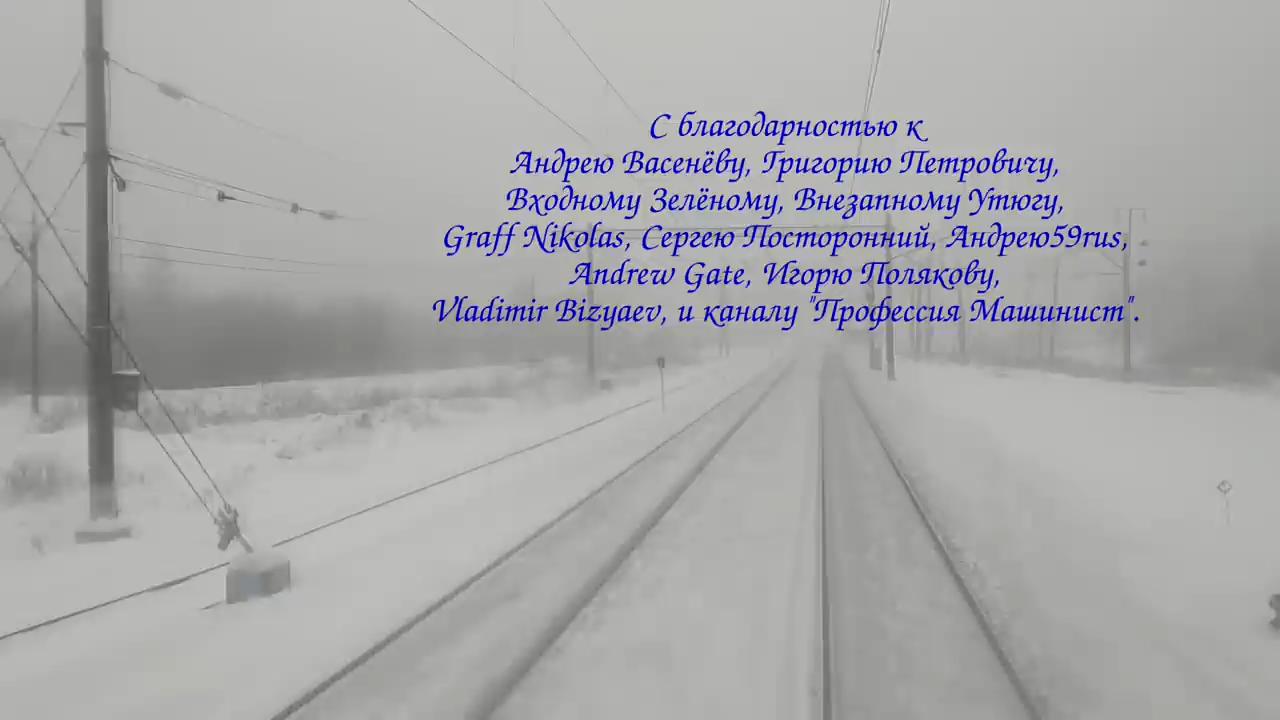 С благодарностью к
Андрею Васенёву, Григорию Петровичу,
Входному Зелёному, Внезапному Утюгу,
Graff Nikolas, Сергею Посторонний, Андрею59rus,
Andrew Gate, Игорю Полякову,
Vladimir Bizyaev, и каналу "Профессия Машинист".